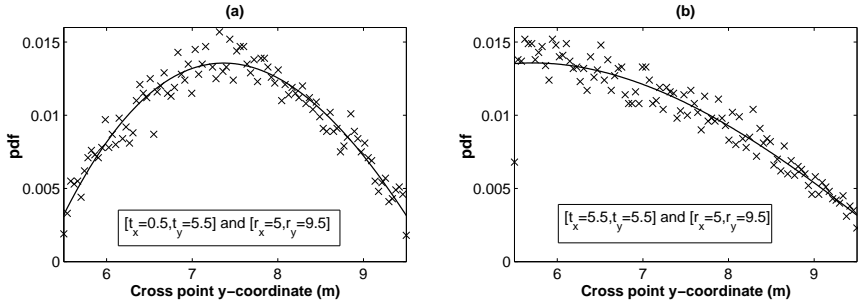 (a)
0.015
0.01
0.005
0
pdf
6
7
8
9
Cross point y-coordinate (m)
[t_x=0.5,t_y=5.5] and [r_x=5,r_y=9.5]
(b)
0.015
0.01
0.005
0
pdf
6
7
8
9
Cross point y-coordinate (m)
[t_x=5.5,t_y=5.5] and [r_x=5,r_y=9.5]